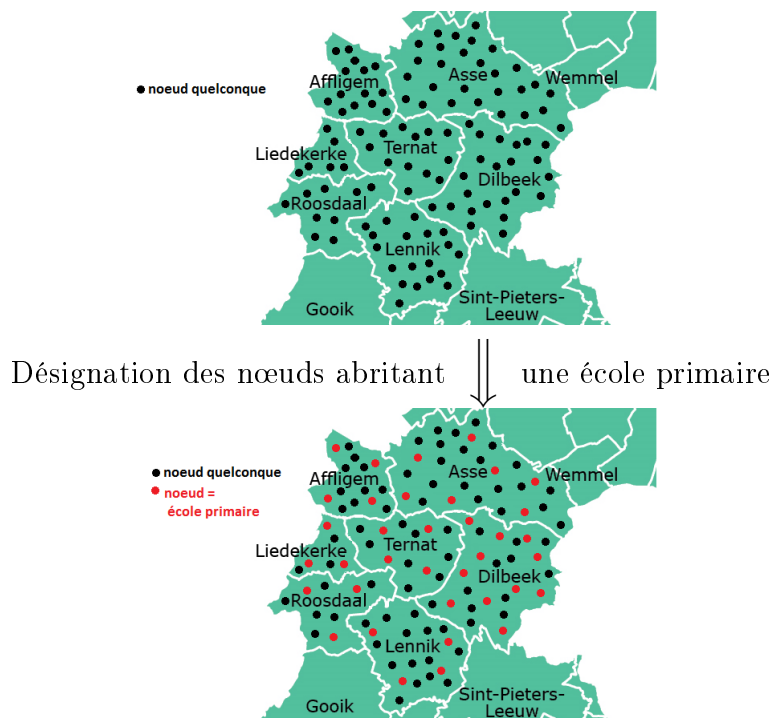 noeud quelconque
Affligem
Asse
Wemmel
Liedekerke
Ternat
Dilbeek
Roosdaal
Lennik
Gooik
Sint-Pieters-
Leeuw
Désignation des nœuds abritant une école primaire
noeud quelconque
noeud =
école primaire
Affligem
Asse
Wemmel
Liedekerke
Ternat
Dilbeek
Roosdaal
Lennik
Gooik
Sint-Pieters-
Leeuw